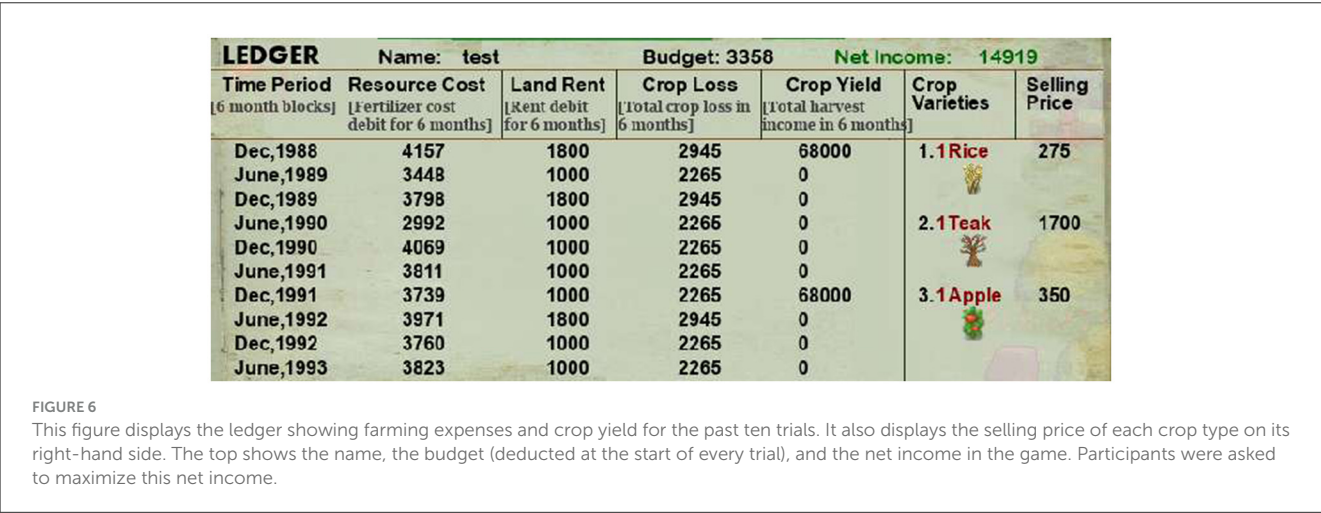 LEDGER Name: test Budget: 3358 Net Income: 14919
Time Period Resource Cost Land Rent Crop Loss Crop Yield Crop Varieties Selling Price
[6 month blocks] [Fertilizer cost debit for 6 months] [Rent debit for 6 months] [Total crop loss in 6 months] [Total harvest income in 6 months]
Dec,1988 4157 1800 2945 68000 1.1Rice 275
June,1989 3448 1000 2265 0
Dec,1989 3798 1800 2945 0
June,1990 2992 1000 2265 0 2.1Teak 1700
Dec,1990 4069 1000 2265 0
June,1991 3811 1000 2265 0
Dec,1991 3739 1000 2265 68000 3.1Apple 350
June,1992 3971 1800 2945 0
Dec,1992 3760 1000 2265 0
June,1993 3823 1000 2265 0
FIGURE 6
This figure displays the ledger showing farming expenses and crop yield for the past ten trials. It also displays the selling price of each crop type on its
right-hand side. The top shows the name, the budget (deducted at the start of every trial), and the net income in the game. Participants were asked
to maximize this net income.